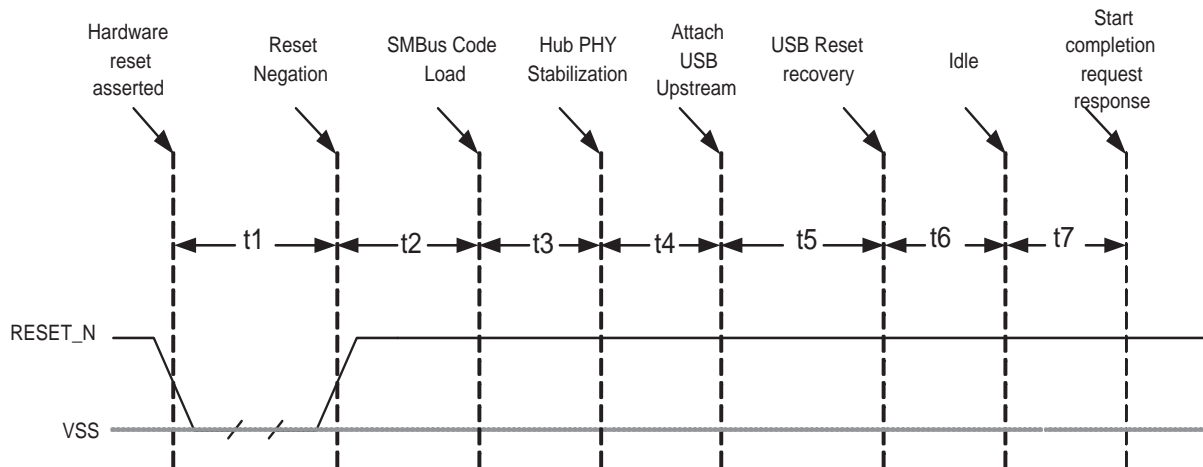 Hardware
reset
asserted
Reset
Negation
SMBus Code
Load
Hub PHY
Stabilization
Attach
USB
Upstream
USB Reset
recovery
Idle
Start
completion
request
response
t1
t2
t3
t4
t5
t6
t7
RESET_N
VSS